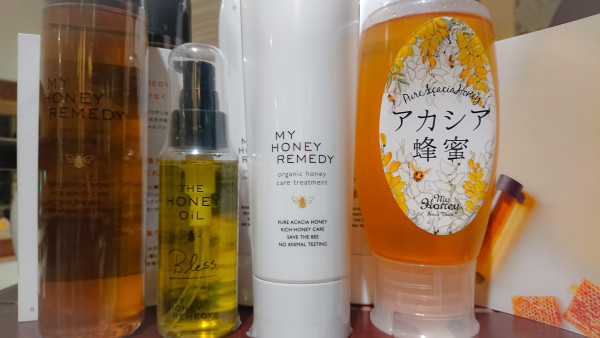 MY
HONEY
REMEDY
THE
HONEY
OiL
Bless
MY
HONEY
REMEDY
organic honey
care treatment
PURE ACACIA HONEY
RICH HONEY CARE
SAVE THE BEE
NO ANIMAL TESTING
Pure Acacia Honey
アカシア
蜂蜜
My
Honey